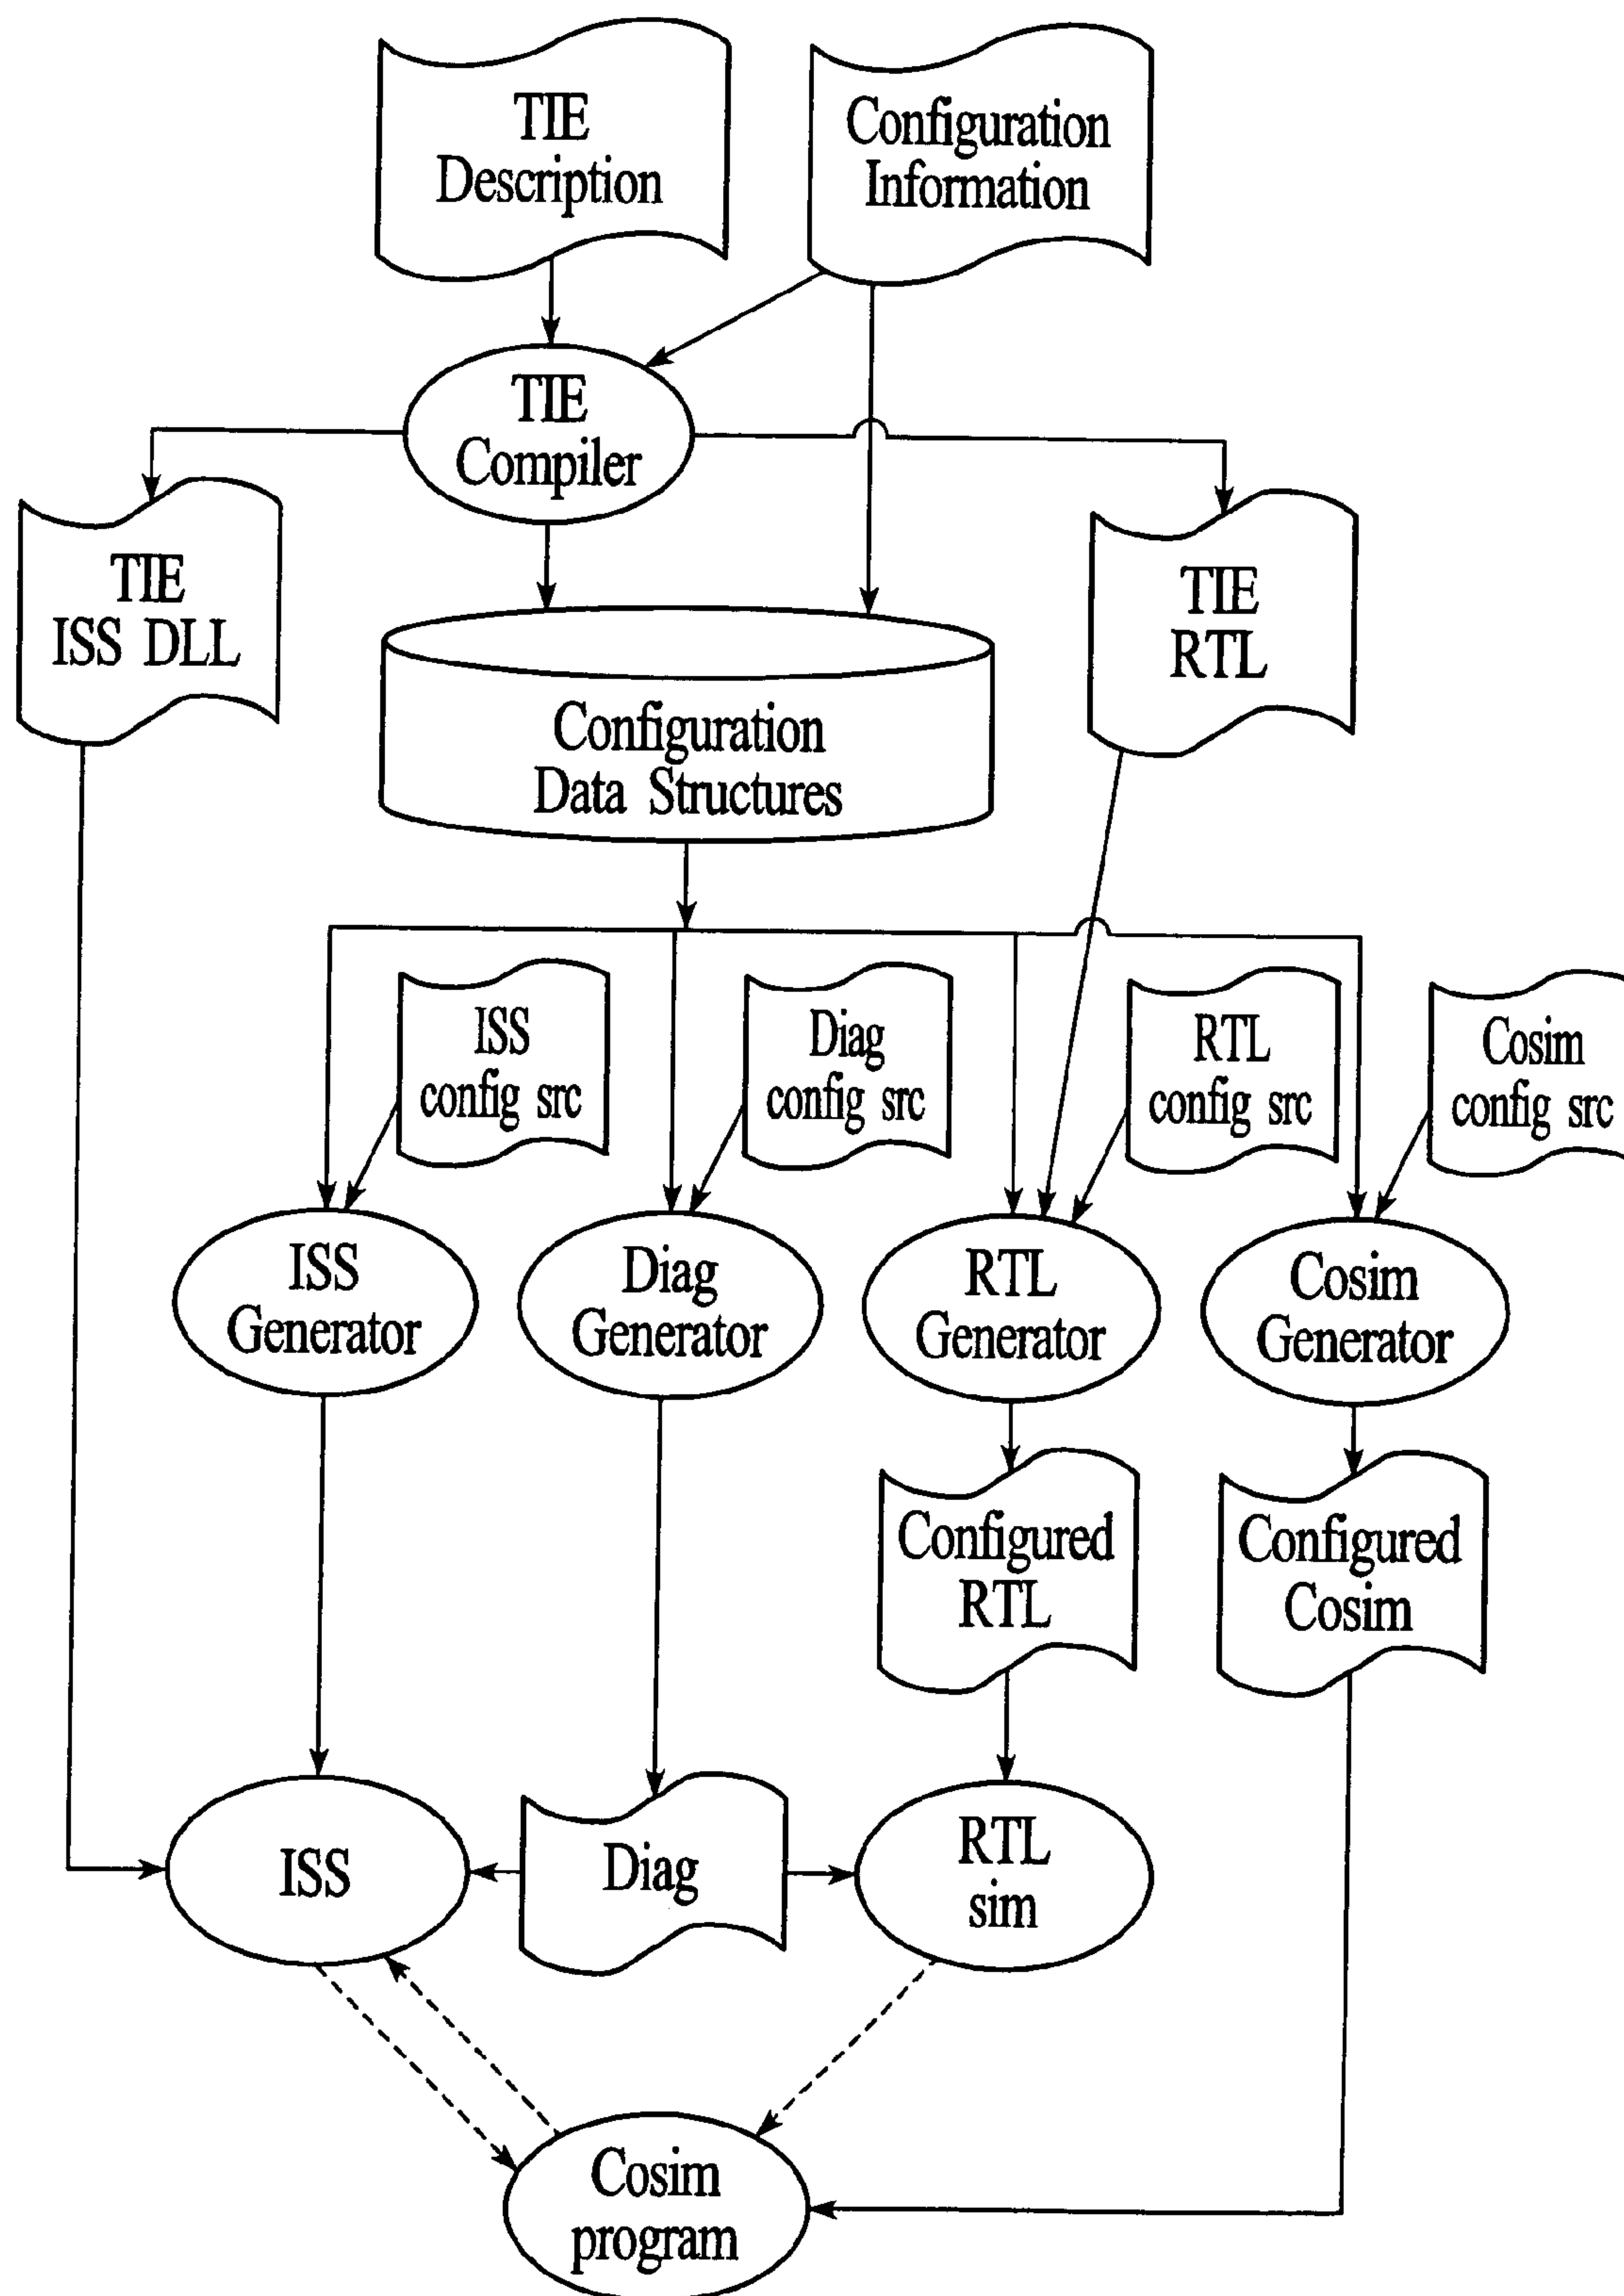 TIE
Description
Configuration
Information
TIE
Compiler
TIE
ISS DLL
TIE
RTL
Configuration
Data Structures
ISS
config src
Diag
config src
RTL
config src
Cosim
config src
ISS
Generator
Diag
Generator
RTL
Generator
Cosim
Generator
Configured
RTL
Configured
Cosim
ISS
Diag
RTL
sim
Cosim
program